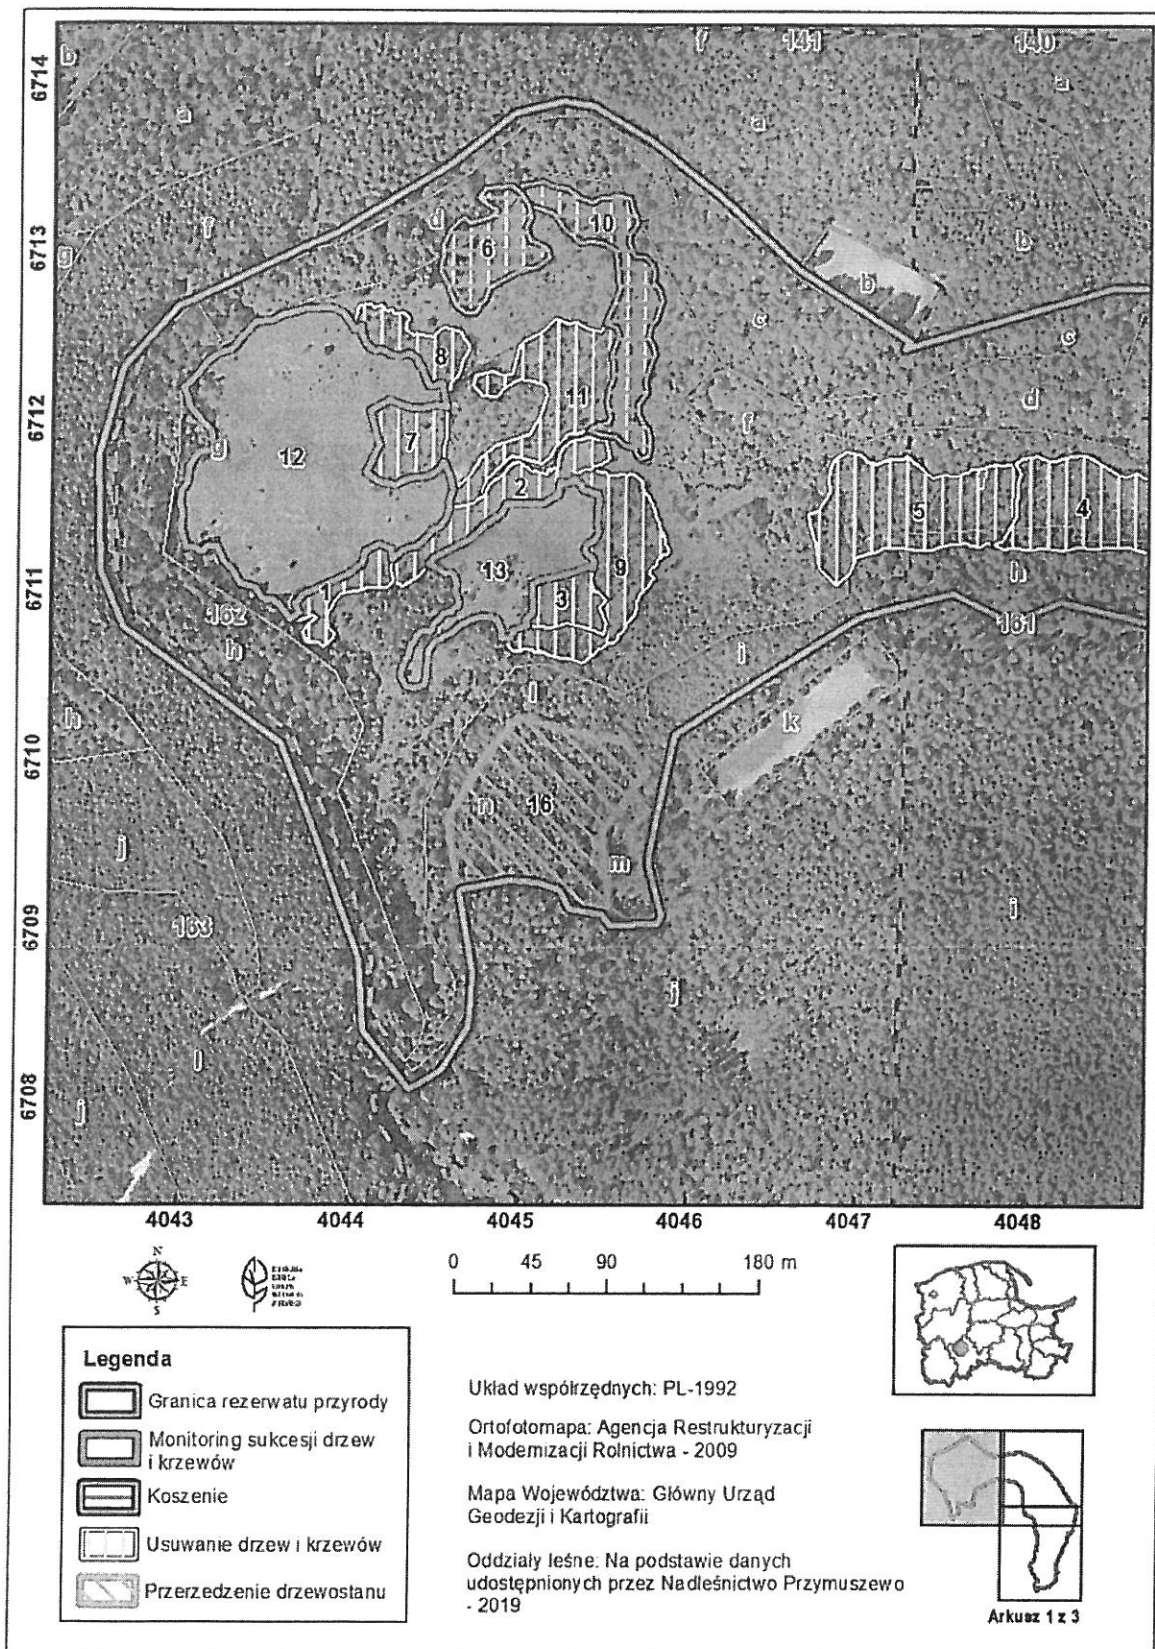 f 141 140
b
a
a
a
6714
d
10
f
6
6713
g
b
b
c
c
8
d
11
f
6712
7
g
12
2
5
4
13
9
h
6711
1
3
162
161
h
i
l
h
k
6710
n
16
j
m
i
163
6709
j
l
6708
j
4043 4044 4045 4046 4047 4048
N
W E
S
0 45 90 180 m
Legenda
Granica rezerwatu przyrody
Monitoring sukcesji drzew
i krzewów
Koszenie
Usuwanie drzew i krzewów
Przerzedzenie drzewostanu
Układ współrzędnych: PL-1992
Ortofotomapa: Agencja Restrukturyzacji
i Modernizacji Rolnictwa - 2009
Mapa Województwa: Główny Urząd
Geodezji i Kartografii
Oddziały leśne: Na podstawie danych
udostępnionych przez Nadleśnictwo Przymuszewo
- 2019
Arkusz 1 z 3